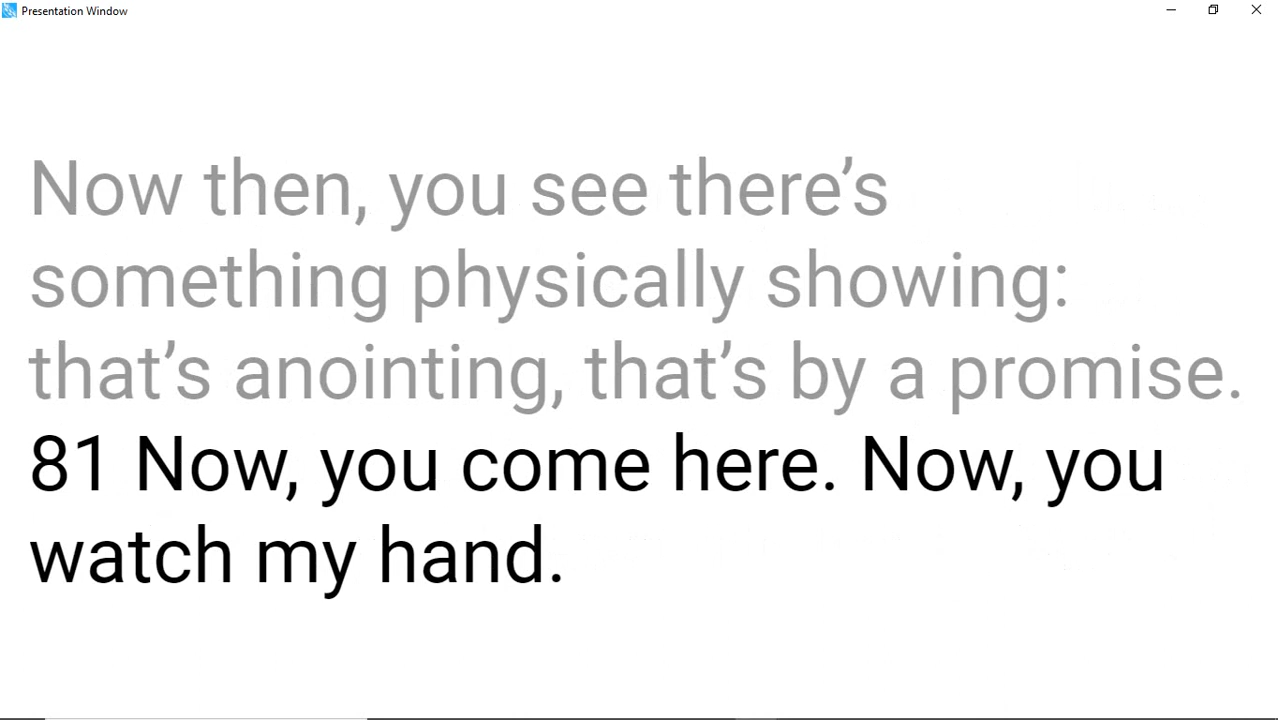 Presentation Window
Now then, you see there’s
something physically showing:
that’s anointing, that’s by a promise.
81 Now, you come here. Now, you
watch my hand.